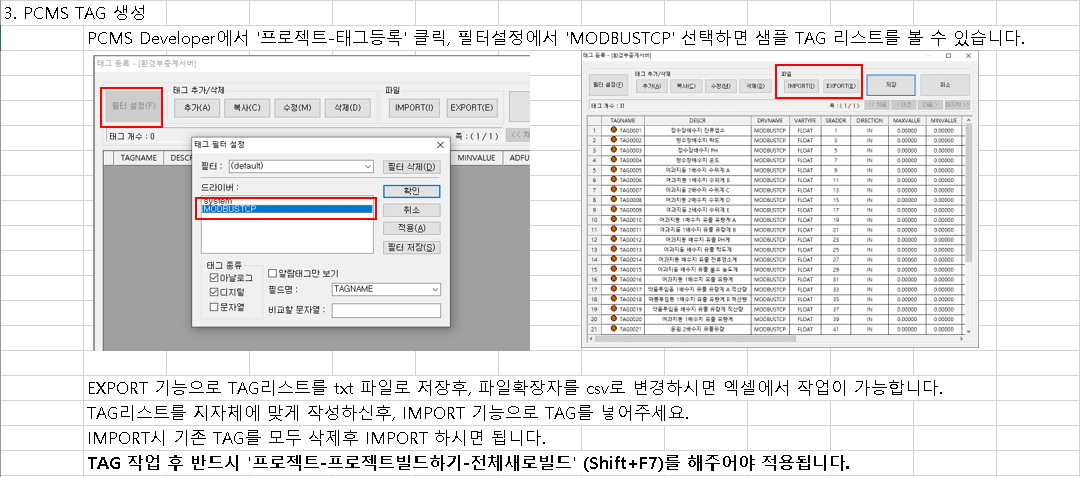 3. PCMS TAG 생성
PCMS Developer에서 '프로젝트-태그등록' 클릭, 필터설정에서 'MODBUSTCP' 선택하면 샘플 TAG 리스트를 볼 수 있습니다.
태그 등록 - [환경부중계서버]
태그 추가/삭제
파일
필터 설정(F)
추가(A)
복사(C)
수정(M)
삭제(D)
IMPORT(I)
EXPORT(E)
태그 개수 : 0
쪽 : ( 1 / 1 )
<< 처
TAGNAME
DESCF
MINVALUE
ADFU
태그 필터 설정
필터 :
(default)
필터 삭제(D)
드라이버 :
system
MODBUSTCP
확인
취소
적용(A)
필터 저장(S)
태그 종류
아날로그
디지털
문자열
알람태그만 보기
필드명 :
TAGNAME
비교할 문자열 :
태그 등록 - [환경부중계서버]
태그 추가/삭제
파일
필터 설정(F)
추가(A)
복사(C)
수정(M)
삭제(D)
IMPORT(I)
EXPORT(E)
저장
취소
태그 개수 : 31
쪽 : ( 1 / 1 )
<< 처음
< 이전
다음 >
마지막 >>
TAGNAME DESCR DRVNAME VARTYPE SBADDR DIRECTION MAXVALUE MINVALUE
1 TAG0001 정수장배수지 잔류염소 MODBUSTCP FLOAT 1 IN 0.00000 0.00000
2 TAG0002 정수장배수지 탁도 MODBUSTCP FLOAT 3 IN 0.00000 0.00000
3 TAG0003 정수장배수지 PH MODBUSTCP FLOAT 5 IN 0.00000 0.00000
4 TAG0004 정수장배수지 온도 MODBUSTCP FLOAT 7 IN 0.00000 0.00000
5 TAG0005 여과지동 1배수지 수위계 A MODBUSTCP FLOAT 9 IN 0.00000 0.00000
6 TAG0006 여과지동 1배수지 수위계 B MODBUSTCP FLOAT 11 IN 0.00000 0.00000
7 TAG0007 여과지동 2배수지 수위계 C MODBUSTCP FLOAT 13 IN 0.00000 0.00000
8 TAG0008 여과지동 2배수지 수위계 D MODBUSTCP FLOAT 15 IN 0.00000 0.00000
9 TAG0009 여과지동 2배수지 수위계 E MODBUSTCP FLOAT 17 IN 0.00000 0.00000
10 TAG0010 여과지동 1배수지 유출 유량계 A MODBUSTCP FLOAT 19 IN 0.00000 0.00000
11 TAG0011 여과지동 배수지 유출 유량계 B MODBUSTCP FLOAT 21 IN 0.00000 0.00000
12 TAG0012 여과지동 배수지 유출 PH계 MODBUSTCP FLOAT 23 IN 0.00000 0.00000
13 TAG0013 여과지동 배수지 유출 탁도계 MODBUSTCP FLOAT 25 IN 0.00000 0.00000
14 TAG0014 여과지동 배수지 유출 잔류염소계 MODBUSTCP FLOAT 27 IN 0.00000 0.00000
15 TAG0015 여과지동 배수지 유출 불소 농도계 MODBUSTCP FLOAT 29 IN 0.00000 0.00000
16 TAG0016 여과지동 배수지 유출 유량계 MODBUSTCP FLOAT 31 IN 0.00000 0.00000
17 TAG0017 약품투입동 1배수지 유출 유량계 A 적산량 MODBUSTCP FLOAT 33 IN 0.00000 0.00000
18 TAG0018 약품투입동 배수지 유출 유량계 B 적산량 MODBUSTCP FLOAT 35 IN 0.00000 0.00000
19 TAG0019 약품투입동 배수지 유출 유량계 적산량 MODBUSTCP FLOAT 37 IN 0.00000 0.00000
20 TAG0020 여과지동 배수지 유출 유량계 MODBUSTCP FLOAT 39 IN 0.00000 0.00000
21 TAG0021 운림 2배수지 유출유량 MODBUSTCP FLOAT 41 IN 0.00000 0.00000
EXPORT 기능으로 TAG리스트를 txt 파일로 저장후, 파일확장자를 csv로 변경하시면 엑셀에서 작업이 가능합니다.
TAG리스트를 지자체에 맞게 작성하신후, IMPORT 기능으로 TAG를 넣어주세요.
IMPORT시 기존 TAG를 모두 삭제후 IMPORT 하시면 됩니다.
TAG 작업 후 반드시 '프로젝트-프로젝트빌드하기-전체새로빌드' (Shift+F7)를 해주어야 적용됩니다.